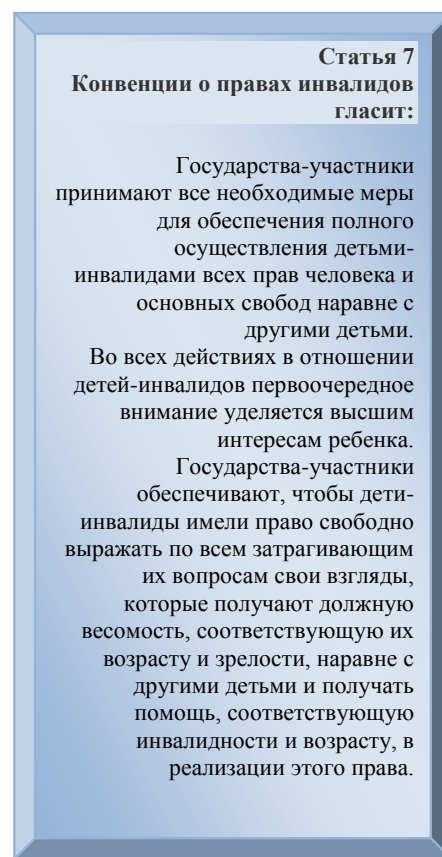 Статья 7
Конвенции о правах инвалидов
гласит:
Государства-участники
принимают все необходимые меры
для обеспечения полного
осуществления детьми-
инвалидами всех прав человека и
основных свобод наравне с
другими детьми.
Во всех действиях в отношении
детей-инвалидов первоочередное
внимание уделяется высшим
интересам ребенка.
Государства-участники
обеспечивают, чтобы дети-
инвалиды имели право свободно
выражать по всем затрагивающим
их вопросам свои взгляды,
которые получают должную
весомость, соответствующую их
возрасту и зрелости, наравне с
другими детьми и получать
помощь, соответствующую
инвалидности и возрасту, в
реализации этого права.